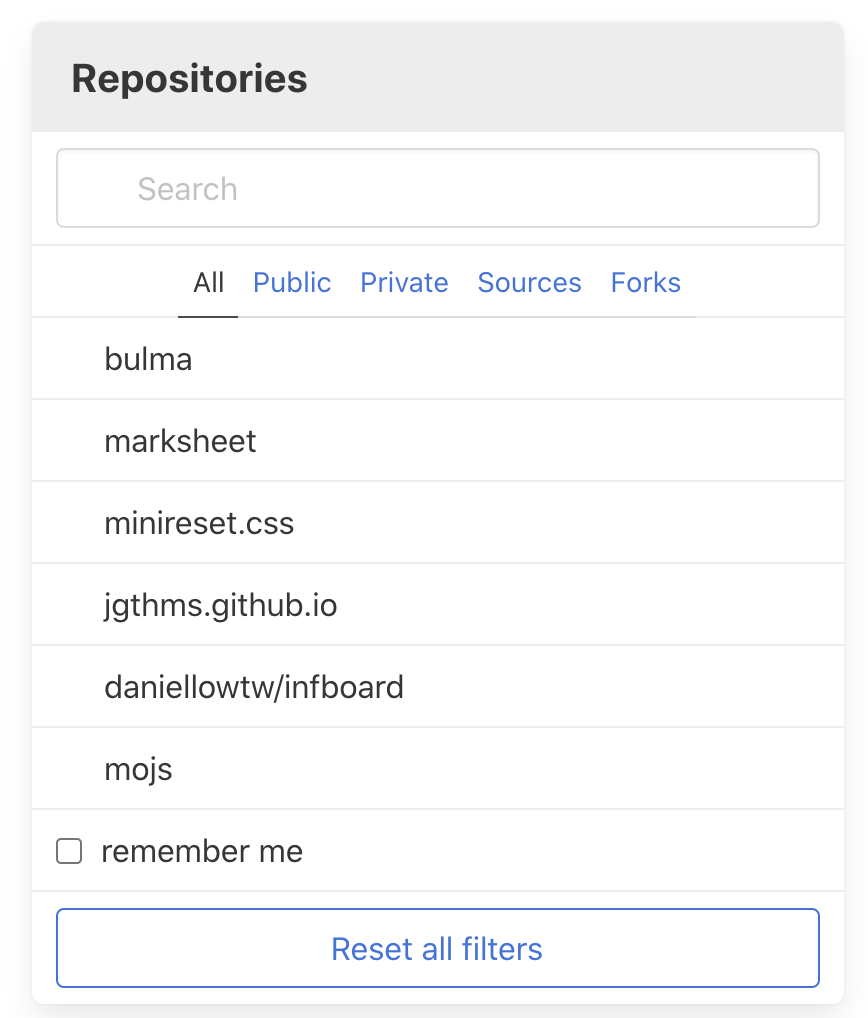 Repositories
Search
All Public Private Sources Forks
bulma
marksheet
minireset.css
jgthms.github.io
daniellowtw/infboard
mojs
remember me
Reset all filters